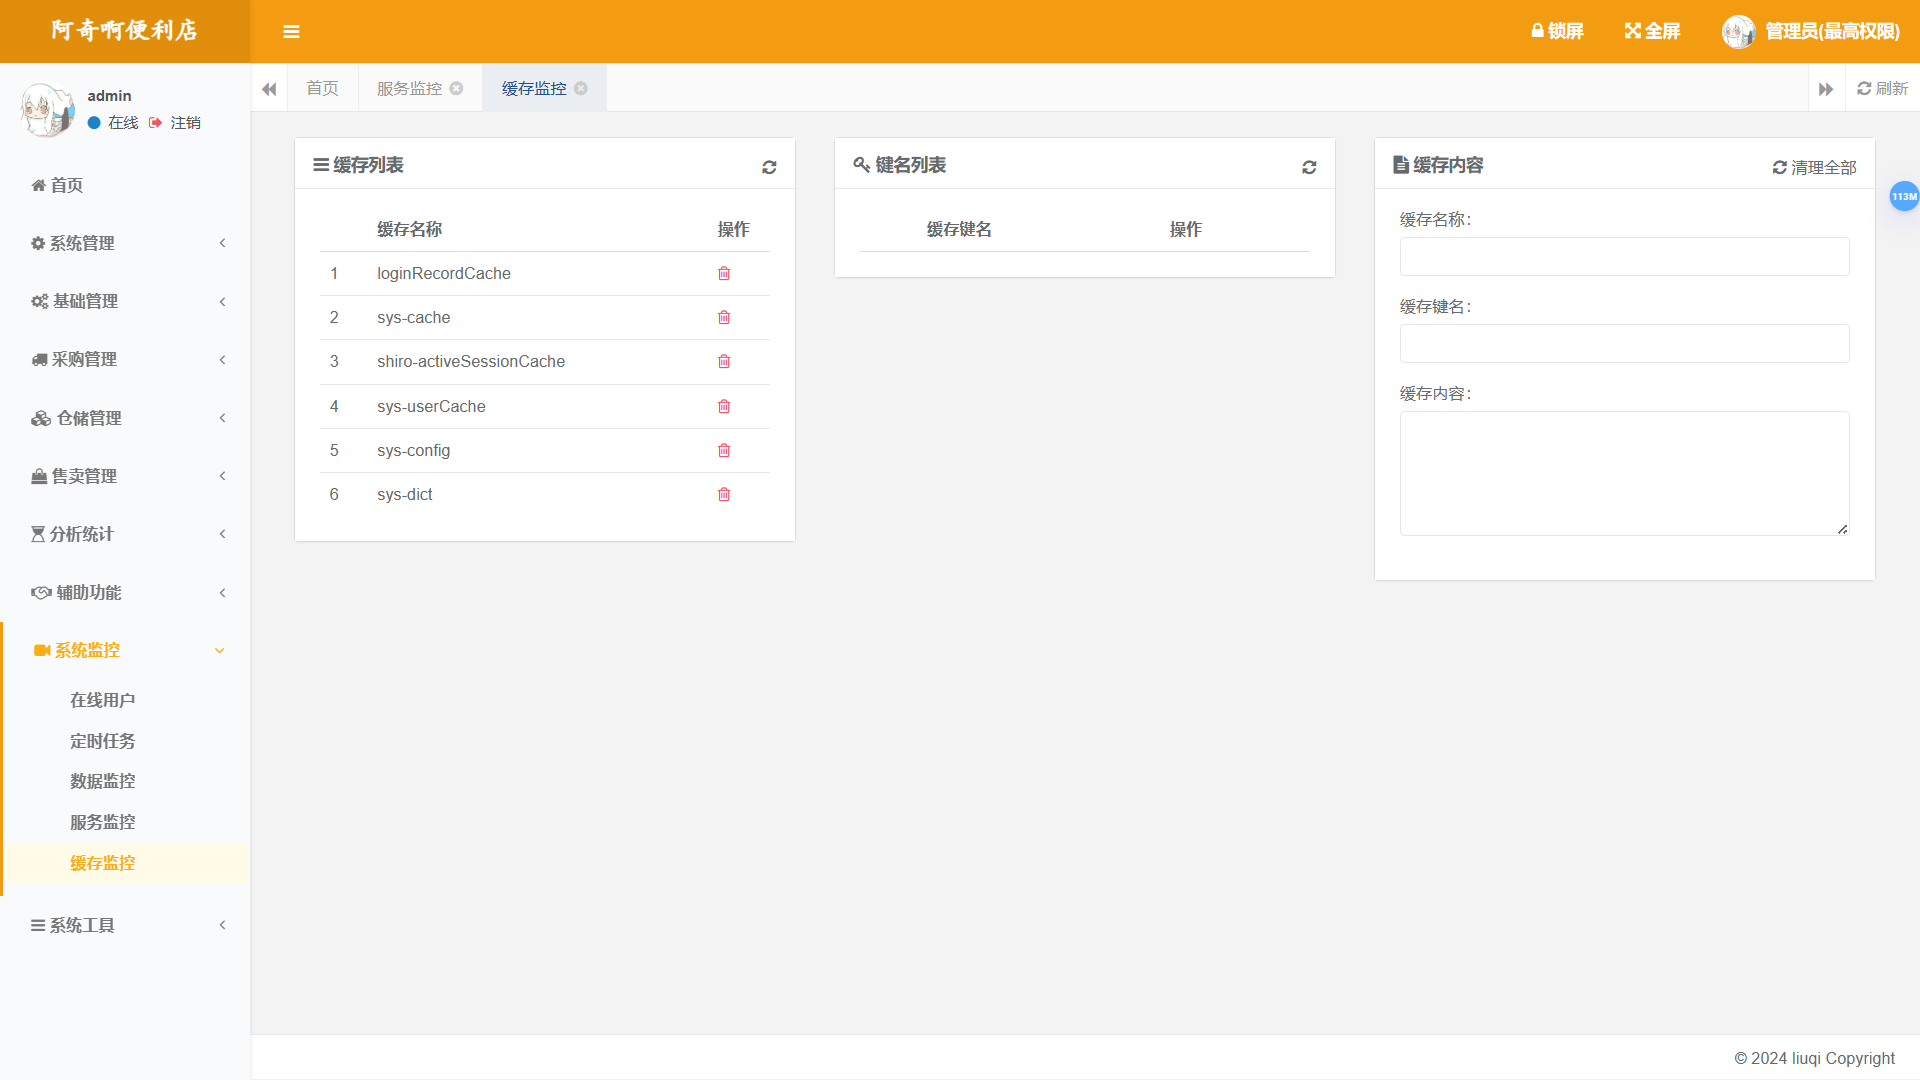 阿奇啊便利店
锁屏
全屏
管理员(最高权限)
admin
在线
注销
首页
服务监控
缓存监控
刷新
首页
系统管理
基础管理
采购管理
仓储管理
售卖管理
分析统计
辅助功能
系统监控
在线用户
定时任务
数据监控
服务监控
缓存监控
系统工具
缓存列表
缓存名称 操作
1 loginRecordCache
2 sys-cache
3 shiro-activeSessionCache
4 sys-userCache
5 sys-config
6 sys-dict
键名列表
缓存键名 操作
缓存内容
清理全部
缓存名称:
缓存键名:
缓存内容:
113M
© 2024 liuqi Copyright